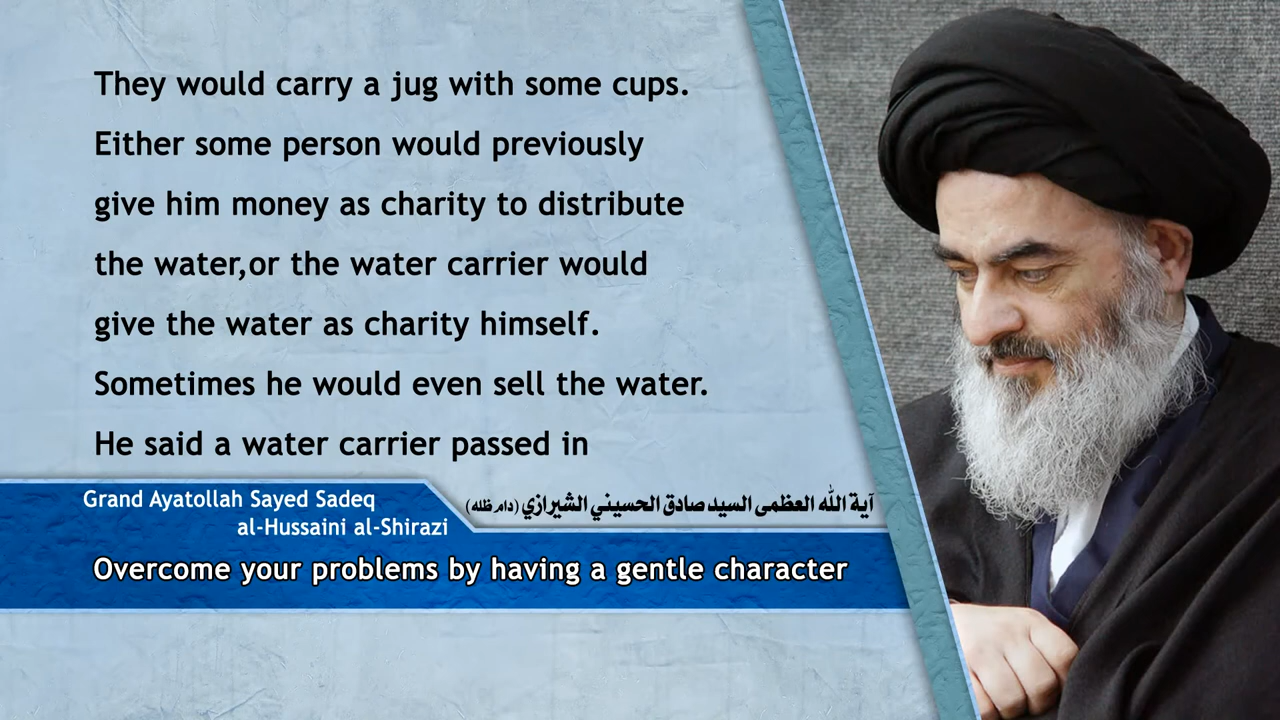 They would carry a jug with some cups.
Either some person would previously
give him money as charity to distribute
the water,or the water carrier would
give the water as charity himself.
Sometimes he would even sell the water.
He said a water carrier passed in
Grand Ayatollah Sayed Sadeq
al-Hussaini al-Shirazi
آية الله العظمى السيد صادق الحسيني الشيرازي (دام ظله)
Overcome your problems by having a gentle character